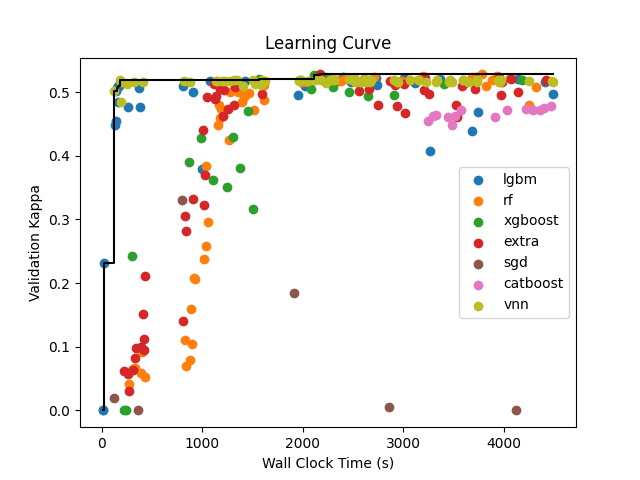 Learning Curve
Validation Kappa
0.5
0.4
0.3
0.2
0.1
0.0
lgbm
rf
xgboost
extra
sgd
catboost
vnn
0 1000 2000 3000 4000
Wall Clock Time (s)